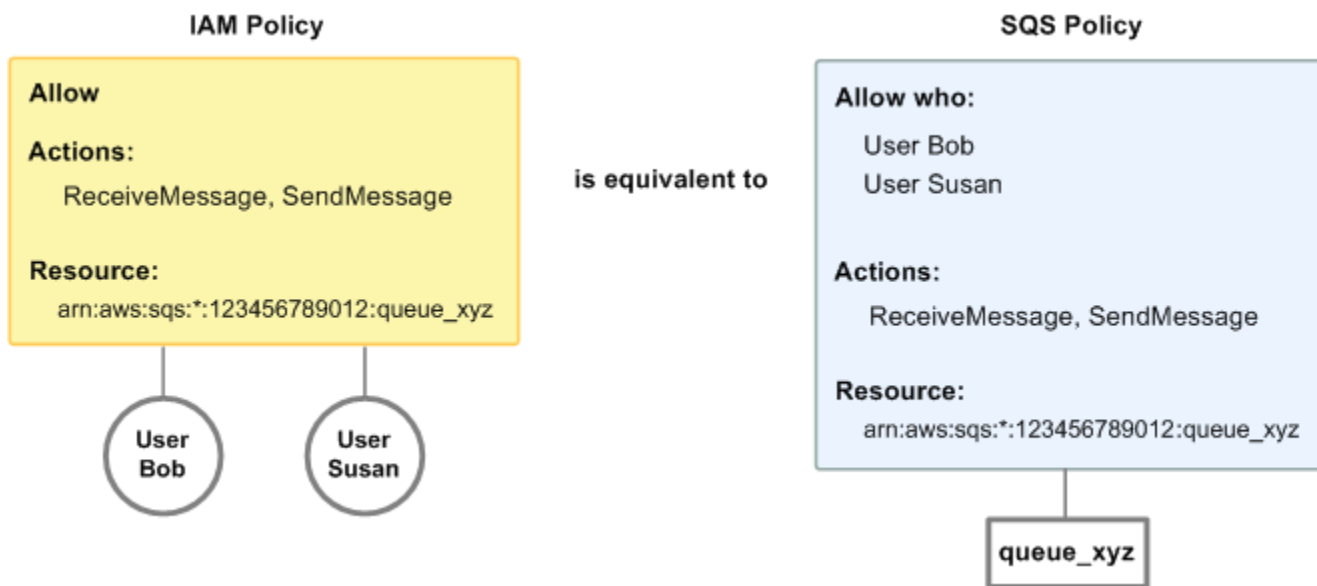 IAM Policy
Allow
Actions:
ReceiveMessage, SendMessage
Resource:
arn:aws:sqs:*:123456789012:queue_xyz
User
Bob
User
Susan
is equivalent to
SQS Policy
Allow who:
User Bob
User Susan
Actions:
ReceiveMessage, SendMessage
Resource:
arn:aws:sqs:*:123456789012:queue_xyz
queue_xyz